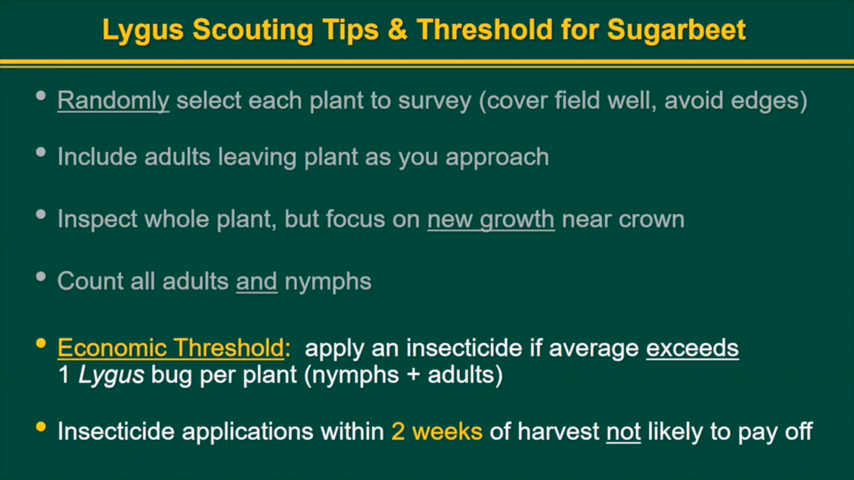 Lygus Scouting Tips & Threshold for Sugarbeet
• Randomly select each plant to survey (cover field well, avoid edges)
• Include adults leaving plant as you approach
• Inspect whole plant, but focus on new growth near crown
• Count all adults and nymphs
• Economic Threshold: apply an insecticide if average exceeds
1 Lygus bug per plant (nymphs + adults)
• Insecticide applications within 2 weeks of harvest not likely to pay off